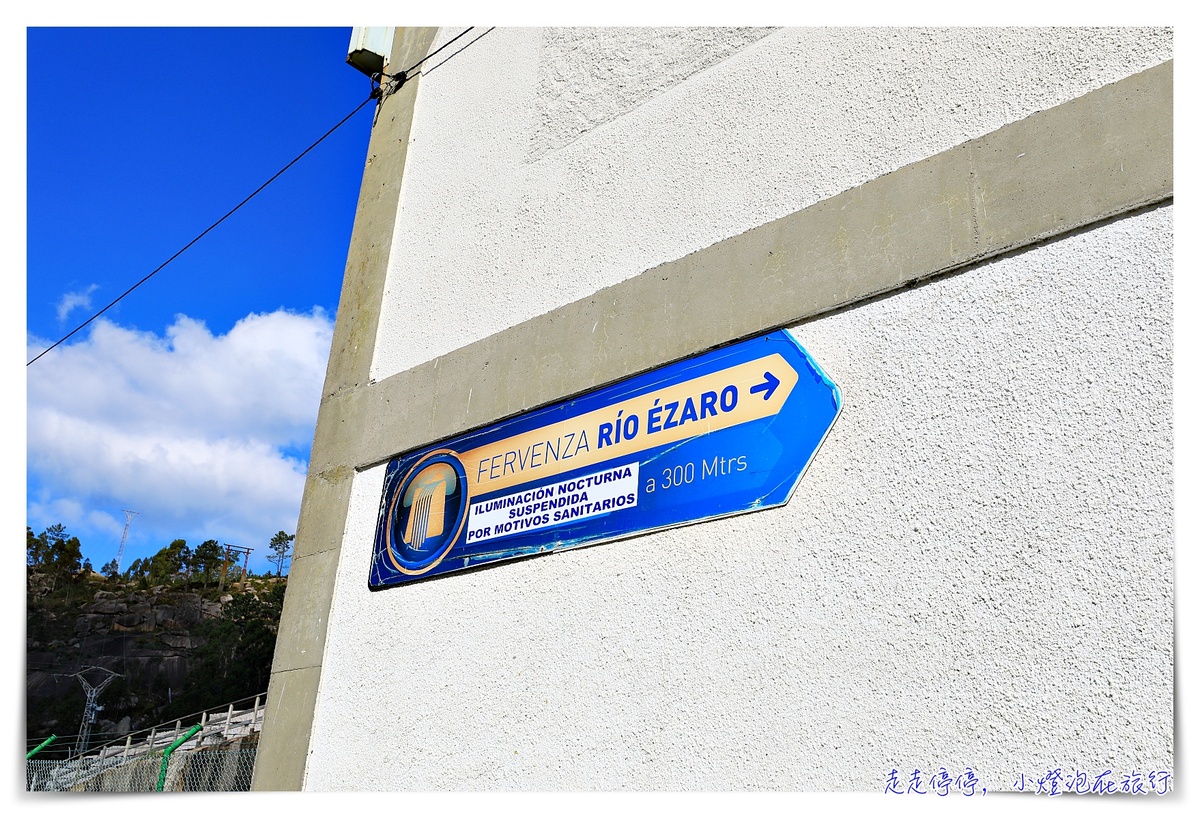 FERVENZA RÍO ÉZARO →
ILUMINACIÓN NOCTURNA
SUSPENDIDA
POR MOTIVOS SANITARIOS
a 300 Mtrs
走走停停，小燈泡在旅行